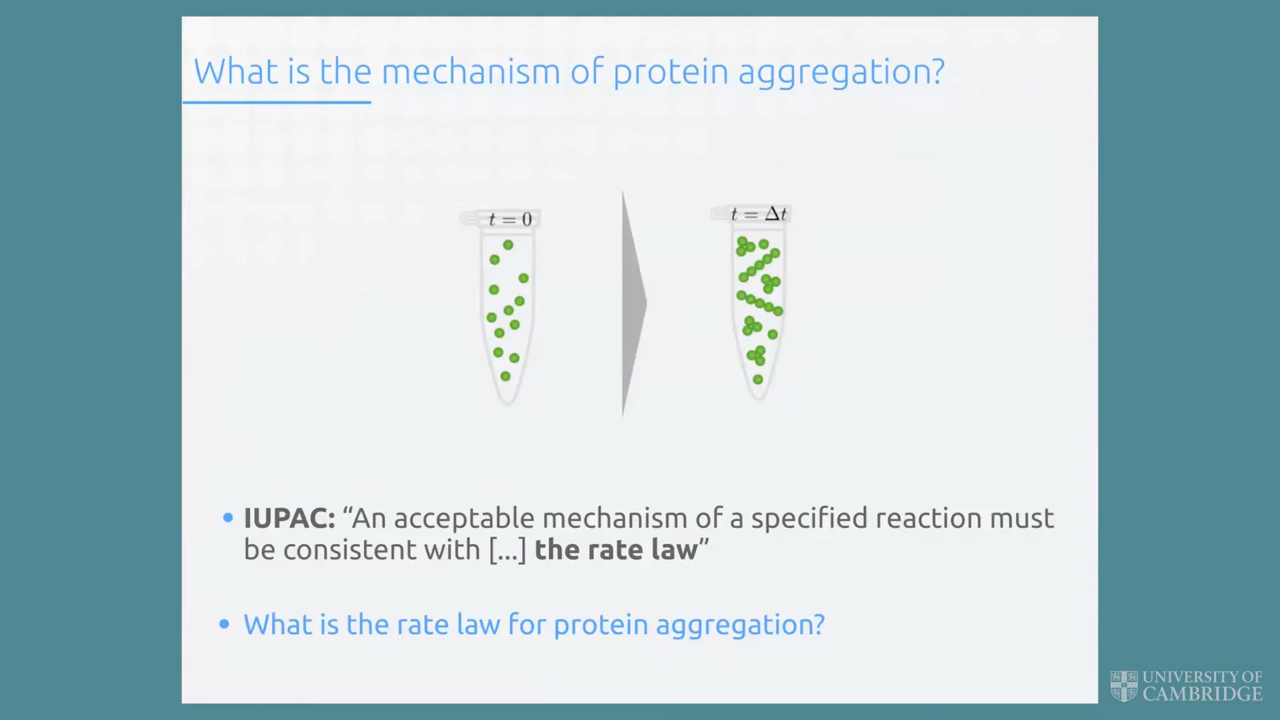 What is the mechanism of protein aggregation?
t = 0
t = Δt
• IUPAC: “An acceptable mechanism of a specified reaction must
be consistent with [...] the rate law”
• What is the rate law for protein aggregation?
UNIVERSITY OF
CAMBRIDGE